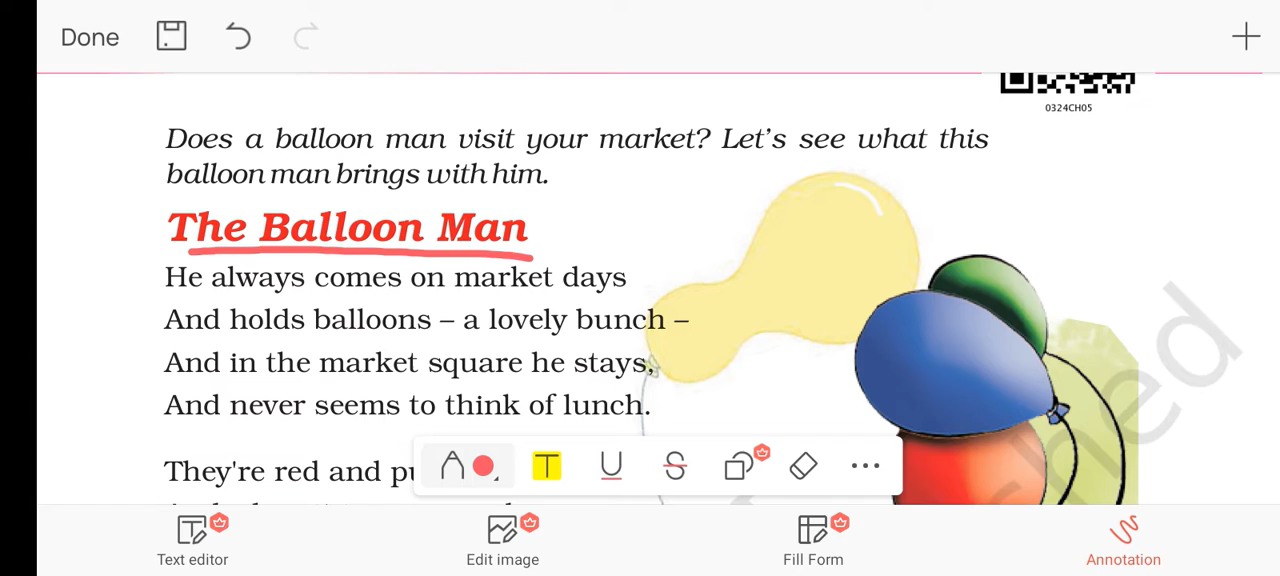 Done
0324CH05
Does a balloon man visit your market? Let's see what this
balloon man brings with him.
The Balloon Man
He always comes on market days
And holds balloons – a lovely bunch –
And in the market square he stays,
And never seems to think of lunch.
They're red and
shed
Text editor
Edit image
Fill Form
Annotation